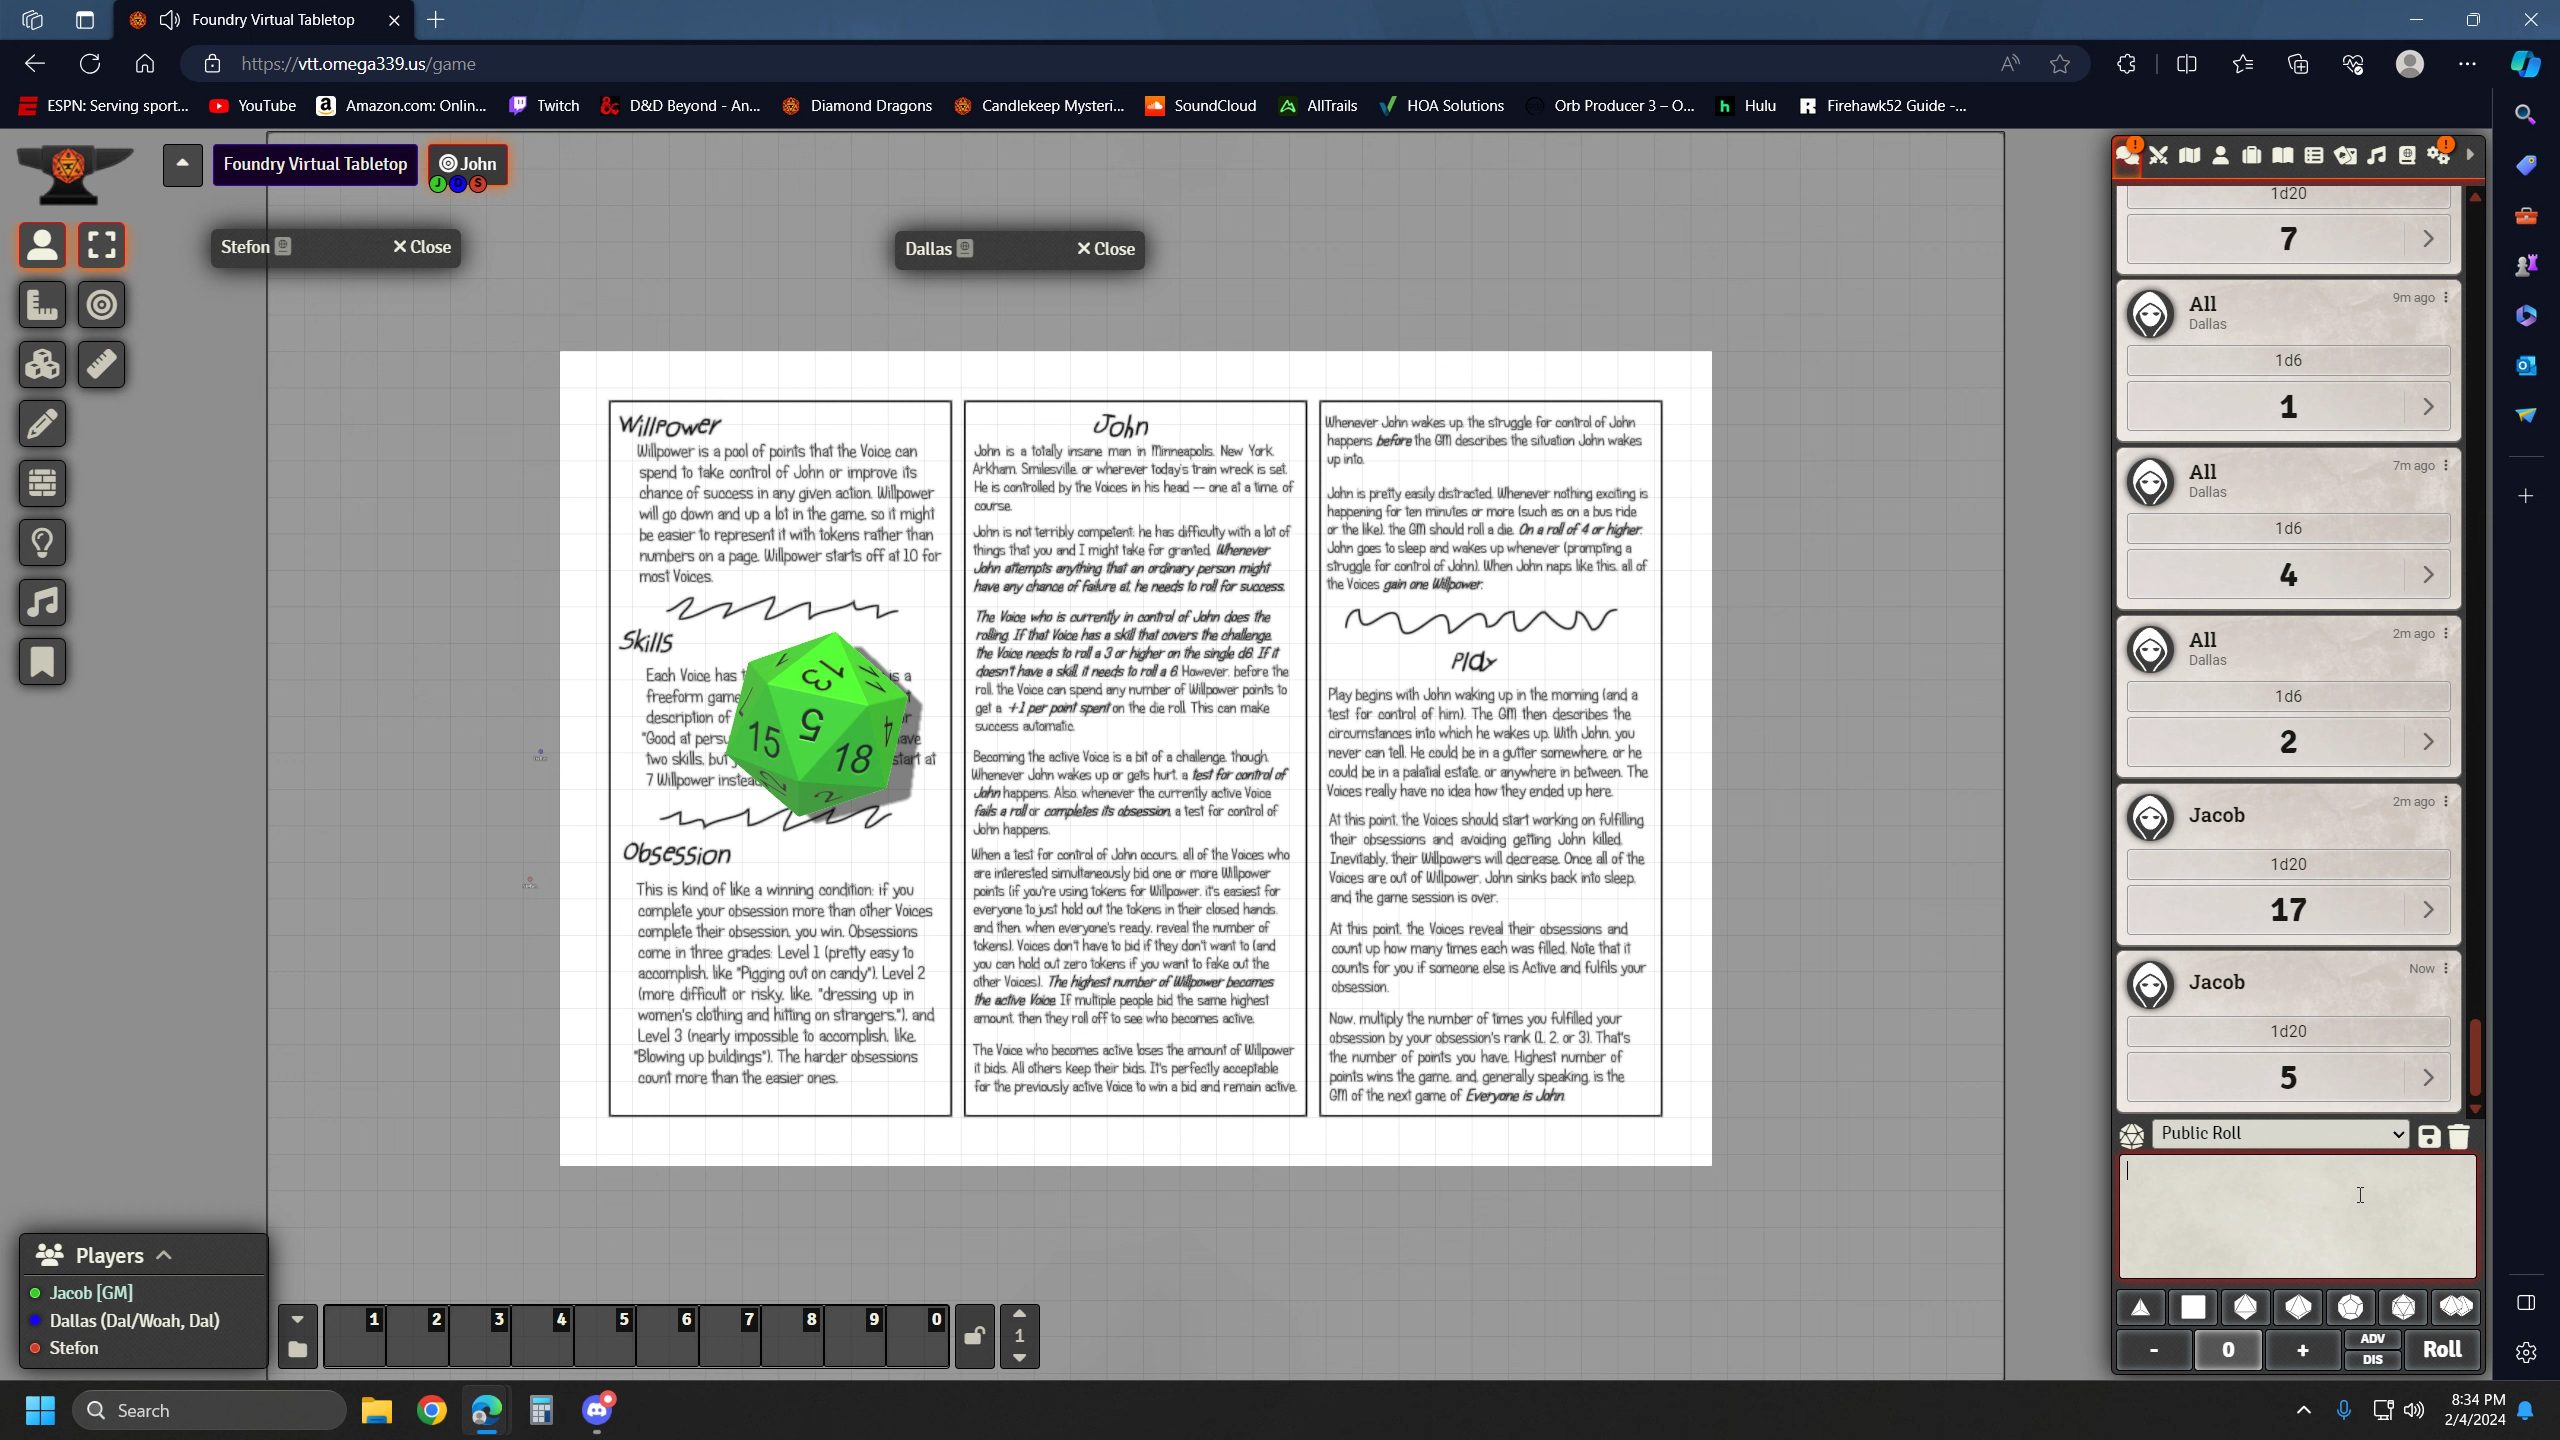 Foundry Virtual Tabletop
https://vtt.omega339.us/game
ESPN: Serving sport...
YouTube
Amazon.com: Onlin...
Twitch
D&D Beyond - An...
Diamond Dragons
Candlekeep Mysteri...
SoundCloud
AllTrails
HOA Solutions
Orb Producer 3 – O...
Hulu
Firehawk52 Guide -...
Foundry Virtual Tabletop
John
J D S
Stefon
Close
Dallas
Close
Willpower
Willpower is a pool of points that the Voice can
spend to take control of John or improve its
chance of success in any given action. Willpower
will go down and up a lot in the game, so it might
be easier to represent it with tokens rather than
numbers on a page. Willpower starts off at 10 for
most Voices.
Skills
Each Voice has is a
freeform game
description of
"Good at persu have
two skills, but start at
7 Willpower instead
13
11
5
15
18
4
2
Obsession
This is kind of like a winning condition: if you
complete your obsession more than other Voices
complete their obsession, you win. Obsessions
come in three grades: Level 1 (pretty easy to
accomplish, like "Pigging out on candy"), Level 2
(more difficult or risky, like, "dressing up in
women's clothing and hitting on strangers."), and
Level 3 (nearly impossible to accomplish, like,
"Blowing up buildings"). The harder obsessions
count more than the easier ones.
John
John is a totally insane man in Minneapolis, New York,
Arkham, Smilesville, or wherever today's train wreck is set.
He is controlled by the Voices in his head -- one at a time, of
course.
John is not terribly competent; he has difficulty with a lot of
things that you and I might take for granted. Whenever
John attempts anything that an ordinary person might
have any chance of failure at, he needs to roll for success.
The Voice who is currently in control of John does the
rolling. If that Voice has a skill that covers the challenge,
the Voice needs to roll a 3 or higher on the single d6. If it
doesn't have a skill, it needs to roll a 6. However, before the
roll, the Voice can spend any number of Willpower points to
get a +1 per point spent on the die roll. This can make
success automatic.
Becoming the active Voice is a bit of a challenge, though.
Whenever John wakes up or gets hurt, a test for control of
John happens. Also, whenever the currently active Voice
fails a roll or completes its obsession, a test for control of
John happens.
When a test for control of John occurs, all of the Voices who
are interested simultaneously bid one or more Willpower
points (if you're using tokens for Willpower, it's easiest for
everyone to just hold out the tokens in their closed hands,
and then, when everyone's ready, reveal the number of
tokens). Voices don't have to bid if they don't want to (and
you can hold out zero tokens if you want to fake out the
other Voices). The highest number of Willpower becomes
the active Voice. If multiple people bid the same highest
amount, then they roll off to see who becomes active.
The Voice who becomes active loses the amount of Willpower
it bids. All others keep their bids. It's perfectly acceptable
for the previously active Voice to win a bid and remain active.
Whenever John wakes up, the struggle for control of John
happens before the GM describes the situation John wakes
up into.
John is pretty easily distracted. Whenever nothing exciting is
happening for ten minutes or more (such as on a bus ride
or the like), the GM should roll a die. On a roll of 4 or higher,
John goes to sleep and wakes up whenever (prompting a
struggle for control of John). When John naps like this, all of
the Voices gain one Willpower.
Play
Play begins with John waking up in the morning (and a
test for control of him). The GM then describes the
circumstances into which he wakes up. With John, you
never can tell. He could be in a gutter somewhere, or he
could be in a palatial estate, or anywhere in between. The
Voices really have no idea how they ended up here.
At this point, the Voices should start working on fulfilling
their obsessions and avoiding getting John killed.
Inevitably, their Willpowers will decrease. Once all of the
Voices are out of Willpower, John sinks back into sleep,
and the game session is over.
At this point, the Voices reveal their obsessions and
count up how many times each was filled. Note that it
counts for you if someone else is Active and fulfils your
obsession.
Now, multiply the number of times you fulfilled your
obsession by your obsession's rank (1, 2, or 3). That's
the number of points you have. Highest number of
points wins the game, and, generally speaking, is the
GM of the next game of Everyone is John.
1d20
7
All
9m ago
Dallas
1d6
1
All
7m ago
Dallas
1d6
4
All
2m ago
Dallas
1d6
2
Jacob
2m ago
1d20
17
Jacob
Now
1d20
5
Public Roll
- 0 + ADV DIS Roll
Players
Jacob [GM]
Dallas (Dal/Woah, Dal)
Stefon
1 2 3 4 5 6 7 8 9 0
1
Search
8:34 PM
2/4/2024